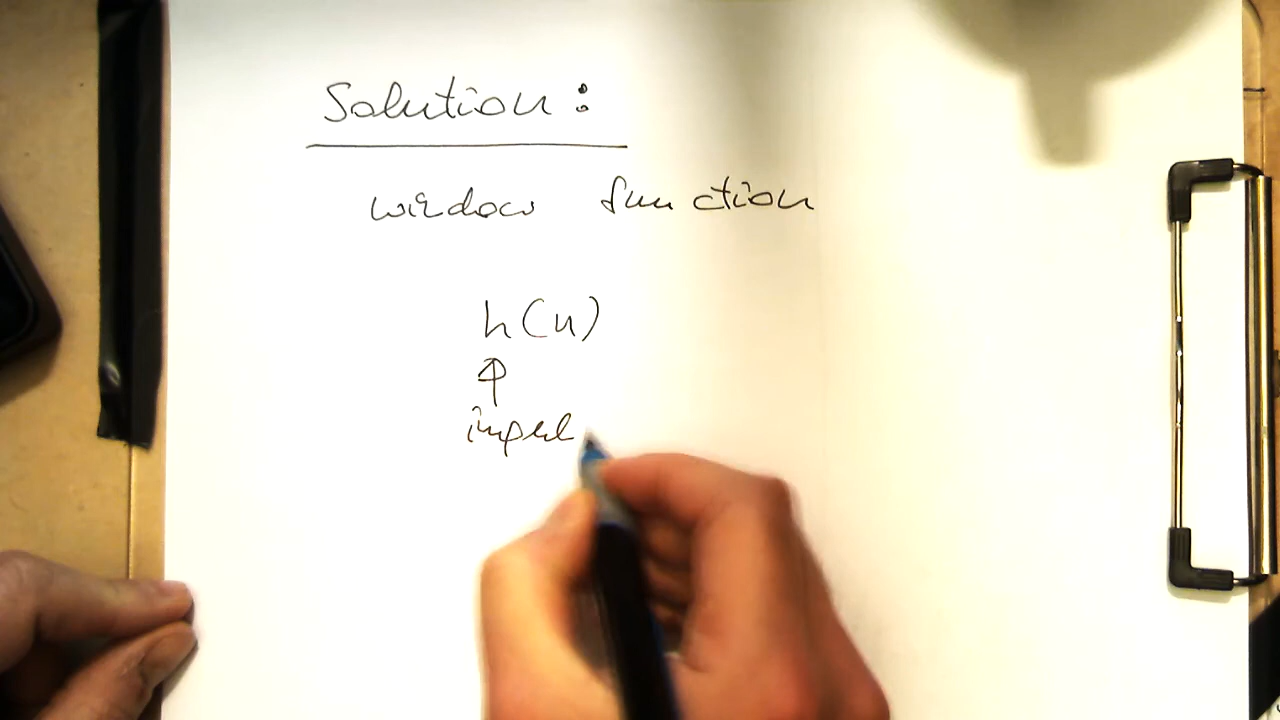 Solution:
window function
h(n)
↑
impul